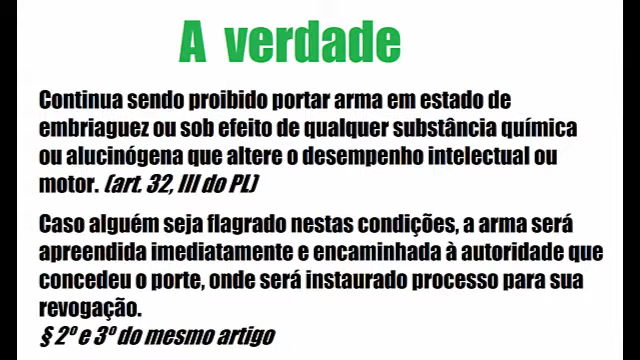 A verdade
Continua sendo proibido portar arma em estado de
embriaguez ou sob efeito de qualquer substância química
ou alucinógena que altere o desempenho intelectual ou
motor. (art. 32, III do PL)
Caso alguém seja flagrado nestas condições, a arma será
apreendida imediatamente e encaminhada à autoridade que
concedeu o porte, onde será instaurado processo para sua
revogação.
§ 2º e 3º do mesmo artigo